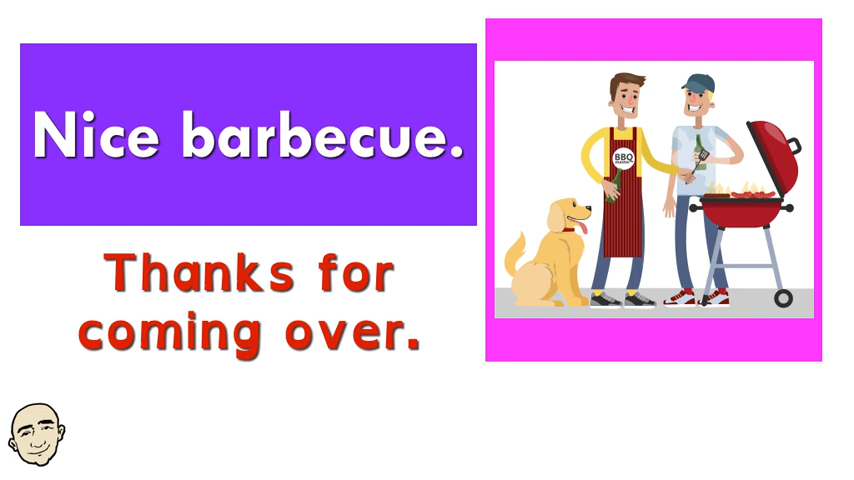 Nice barbecue.
Thanks for
coming over.
BBQ
master